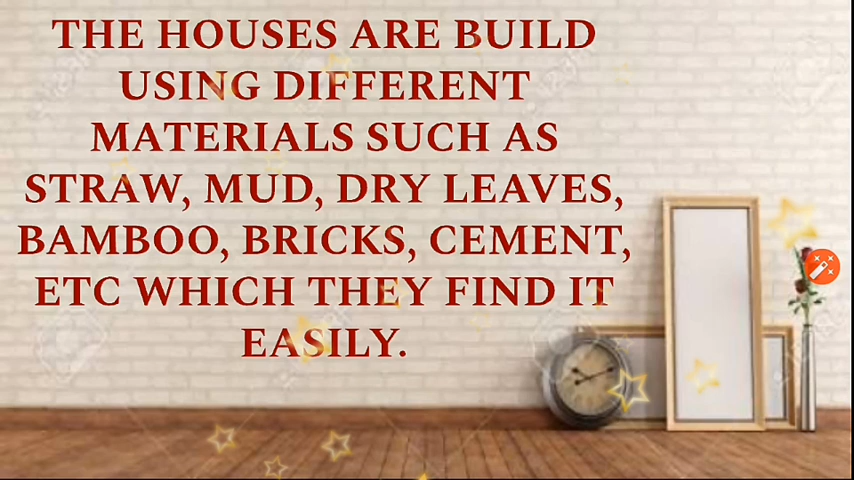 THE HOUSES ARE BUILD
USING DIFFERENT
MATERIALS SUCH AS
STRAW, MUD, DRY LEAVES,
BAMBOO, BRICKS, CEMENT,
ETC WHICH THEY FIND IT
EASILY.